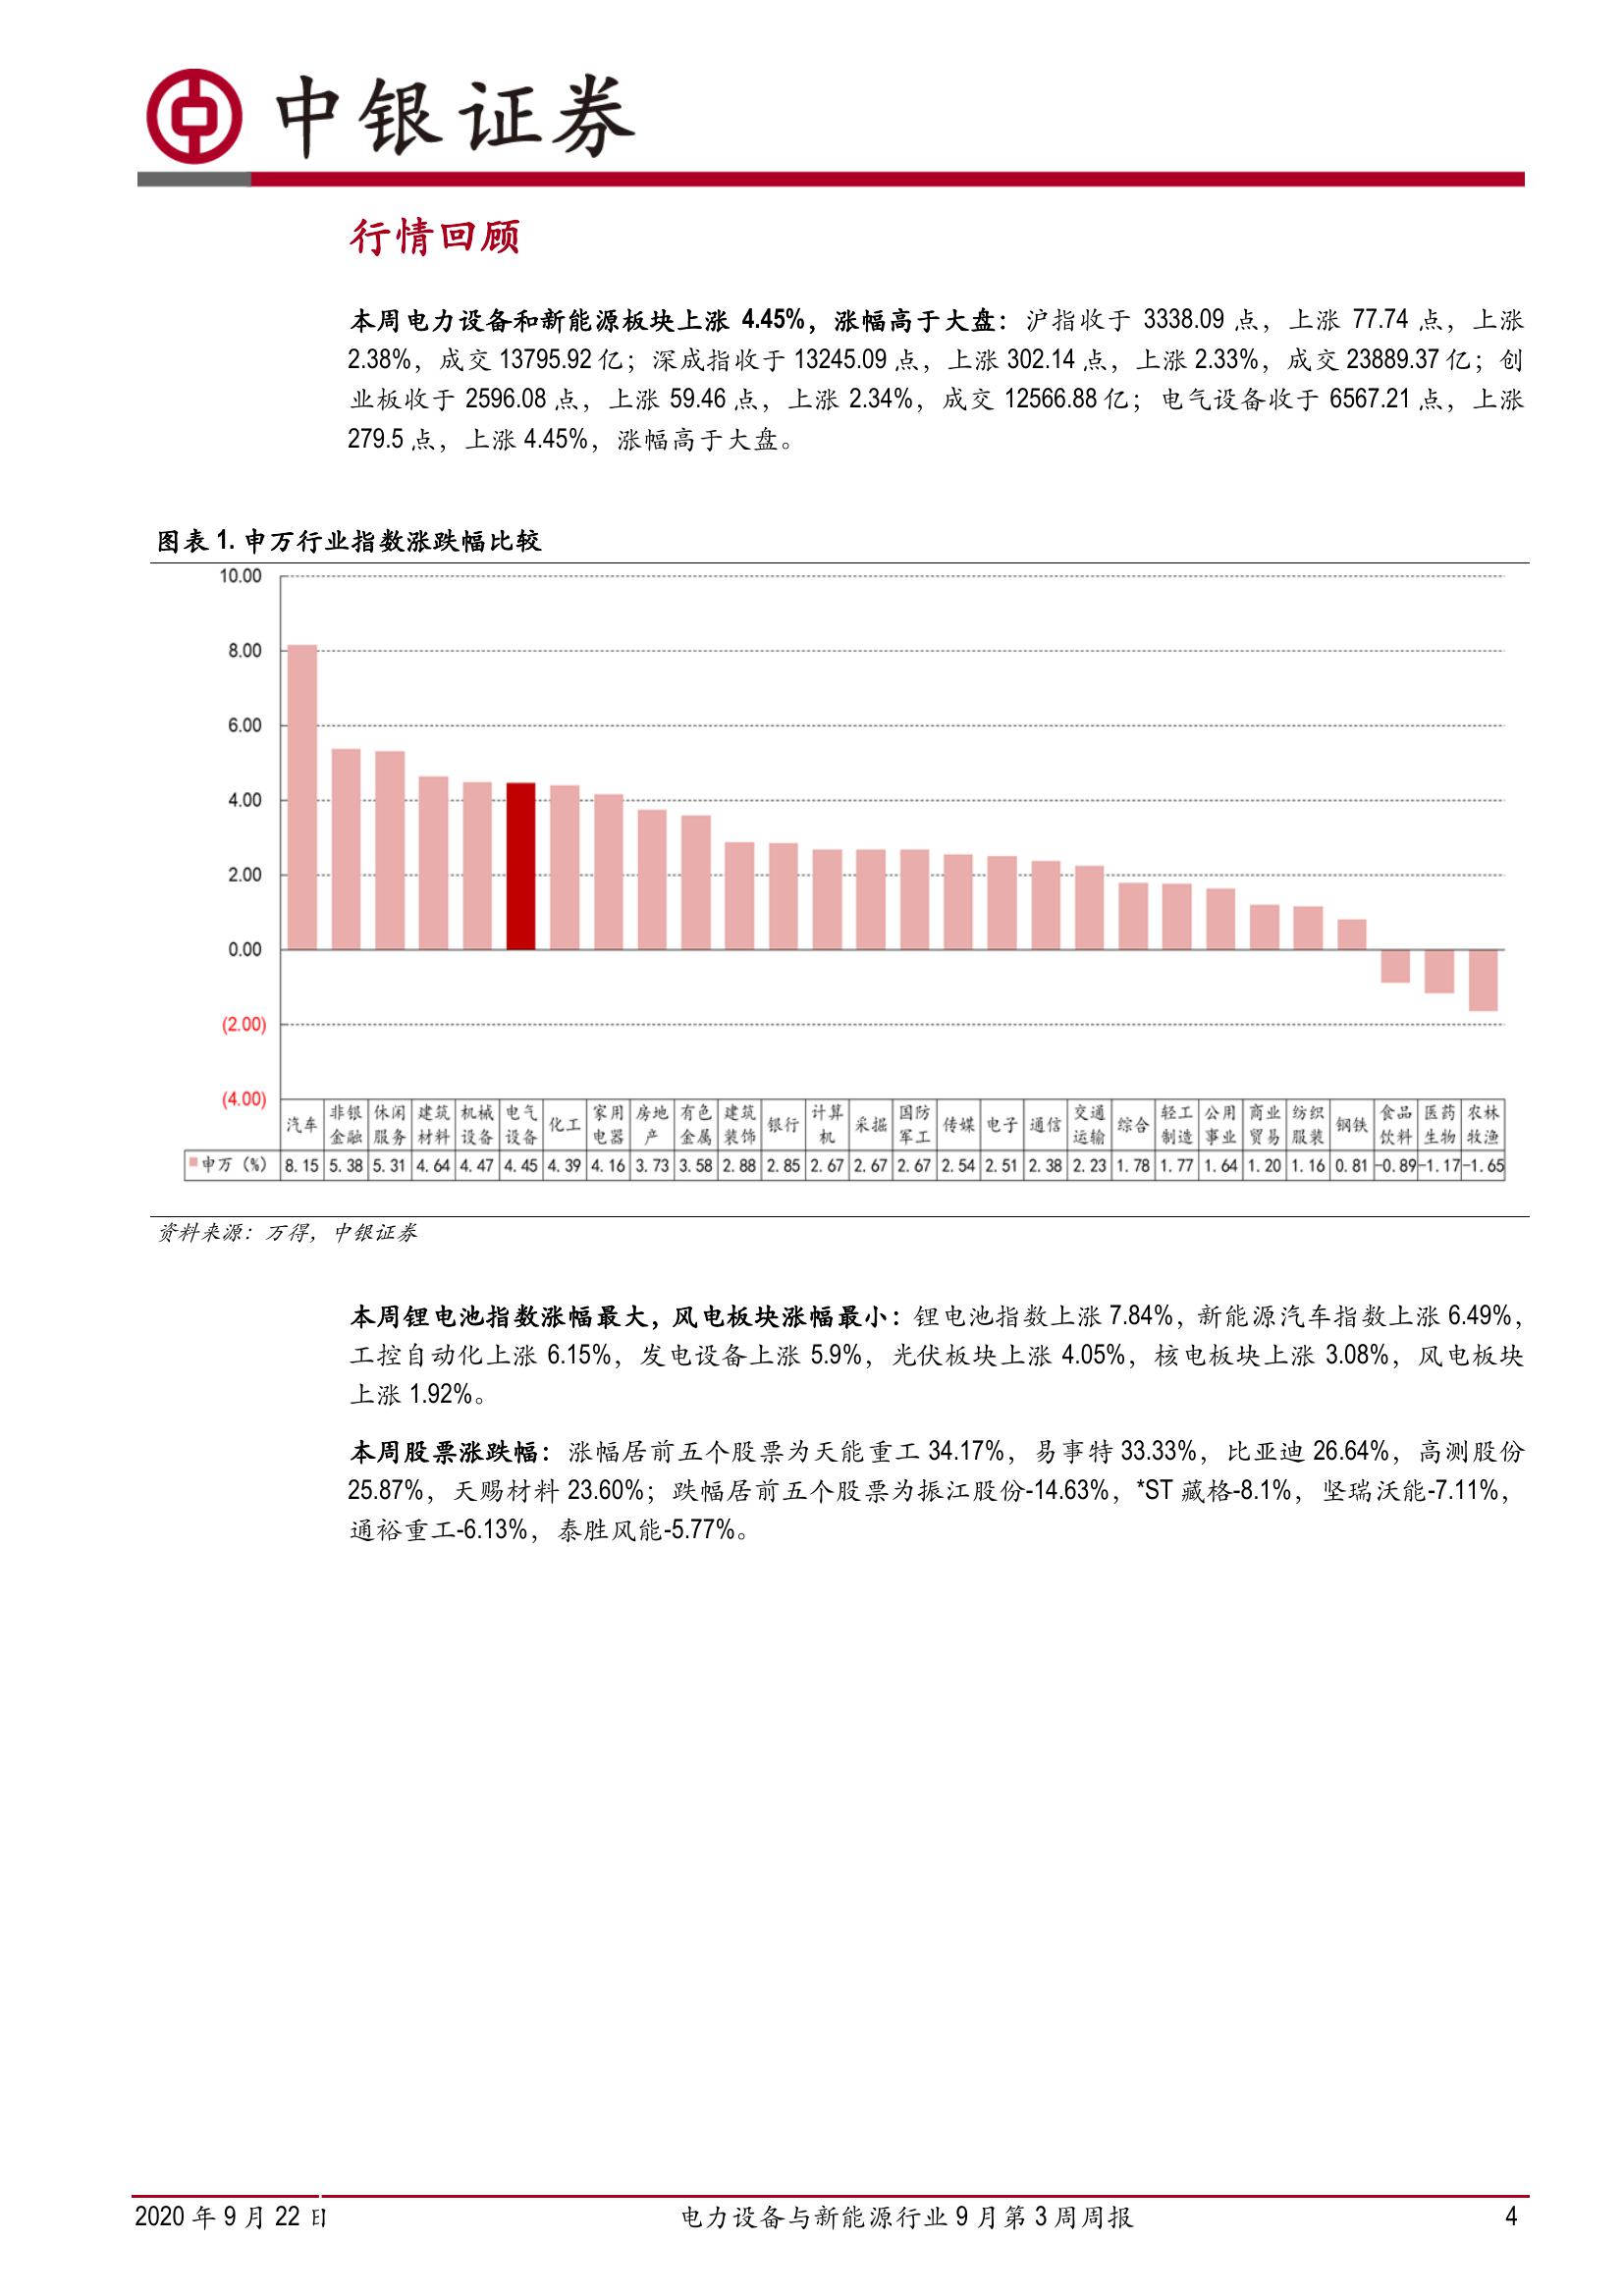 中银证券
行情回顾
本周电力设备和新能源板块上涨 4.45%，涨幅高于大盘：沪指收于 3338.09 点，上涨 77.74 点，上涨
2.38%，成交 13795.92 亿；深成指收于 13245.09 点，上涨 302.14 点，上涨 2.33%，成交 23889.37 亿；创
业板收于 2596.08 点，上涨 59.46 点，上涨 2.34%，成交 12566.88 亿；电气设备收于 6567.21 点，上涨
279.5 点，上涨 4.45%，涨幅高于大盘。
图表 1. 申万行业指数涨跌幅比较
10.00
8.00
6.00
4.00
2.00
0.00
(2.00)
(4.00)
汽车 非银金融 休闲服务 建筑材料 机械设备 电气设备 化工 家用电器 房地产 有色金属 建筑装饰 银行 计算机 采掘 国防军工 传媒 电子 通信 交通运输 综合 轻工制造 公用事业 商业贸易 纺织服装 钢铁 食品饮料 医药生物 农林牧渔
申万（%） 8.15 5.38 5.31 4.64 4.47 4.45 4.39 4.16 3.73 3.58 2.88 2.85 2.67 2.67 2.67 2.54 2.51 2.38 2.23 1.78 1.77 1.64 1.20 1.16 0.81 -0.89 -1.17 -1.65
资料来源：万得，中银证券
本周锂电池指数涨幅最大，风电板块涨幅最小：锂电池指数上涨 7.84%，新能源汽车指数上涨 6.49%，
工控自动化上涨 6.15%，发电设备上涨 5.9%，光伏板块上涨 4.05%，核电板块上涨 3.08%，风电板块
上涨 1.92%。
本周股票涨跌幅：涨幅居前五个股票为天能重工 34.17%，易事特 33.33%，比亚迪 26.64%，高测股份
25.87%，天赐材料 23.60%；跌幅居前五个股票为振江股份-14.63%，*ST 藏格-8.1%，坚瑞沃能-7.11%，
通裕重工-6.13%，泰胜风能-5.77%。
2020 年 9 月 22 日
电力设备与新能源行业 9 月第 3 周周报
4